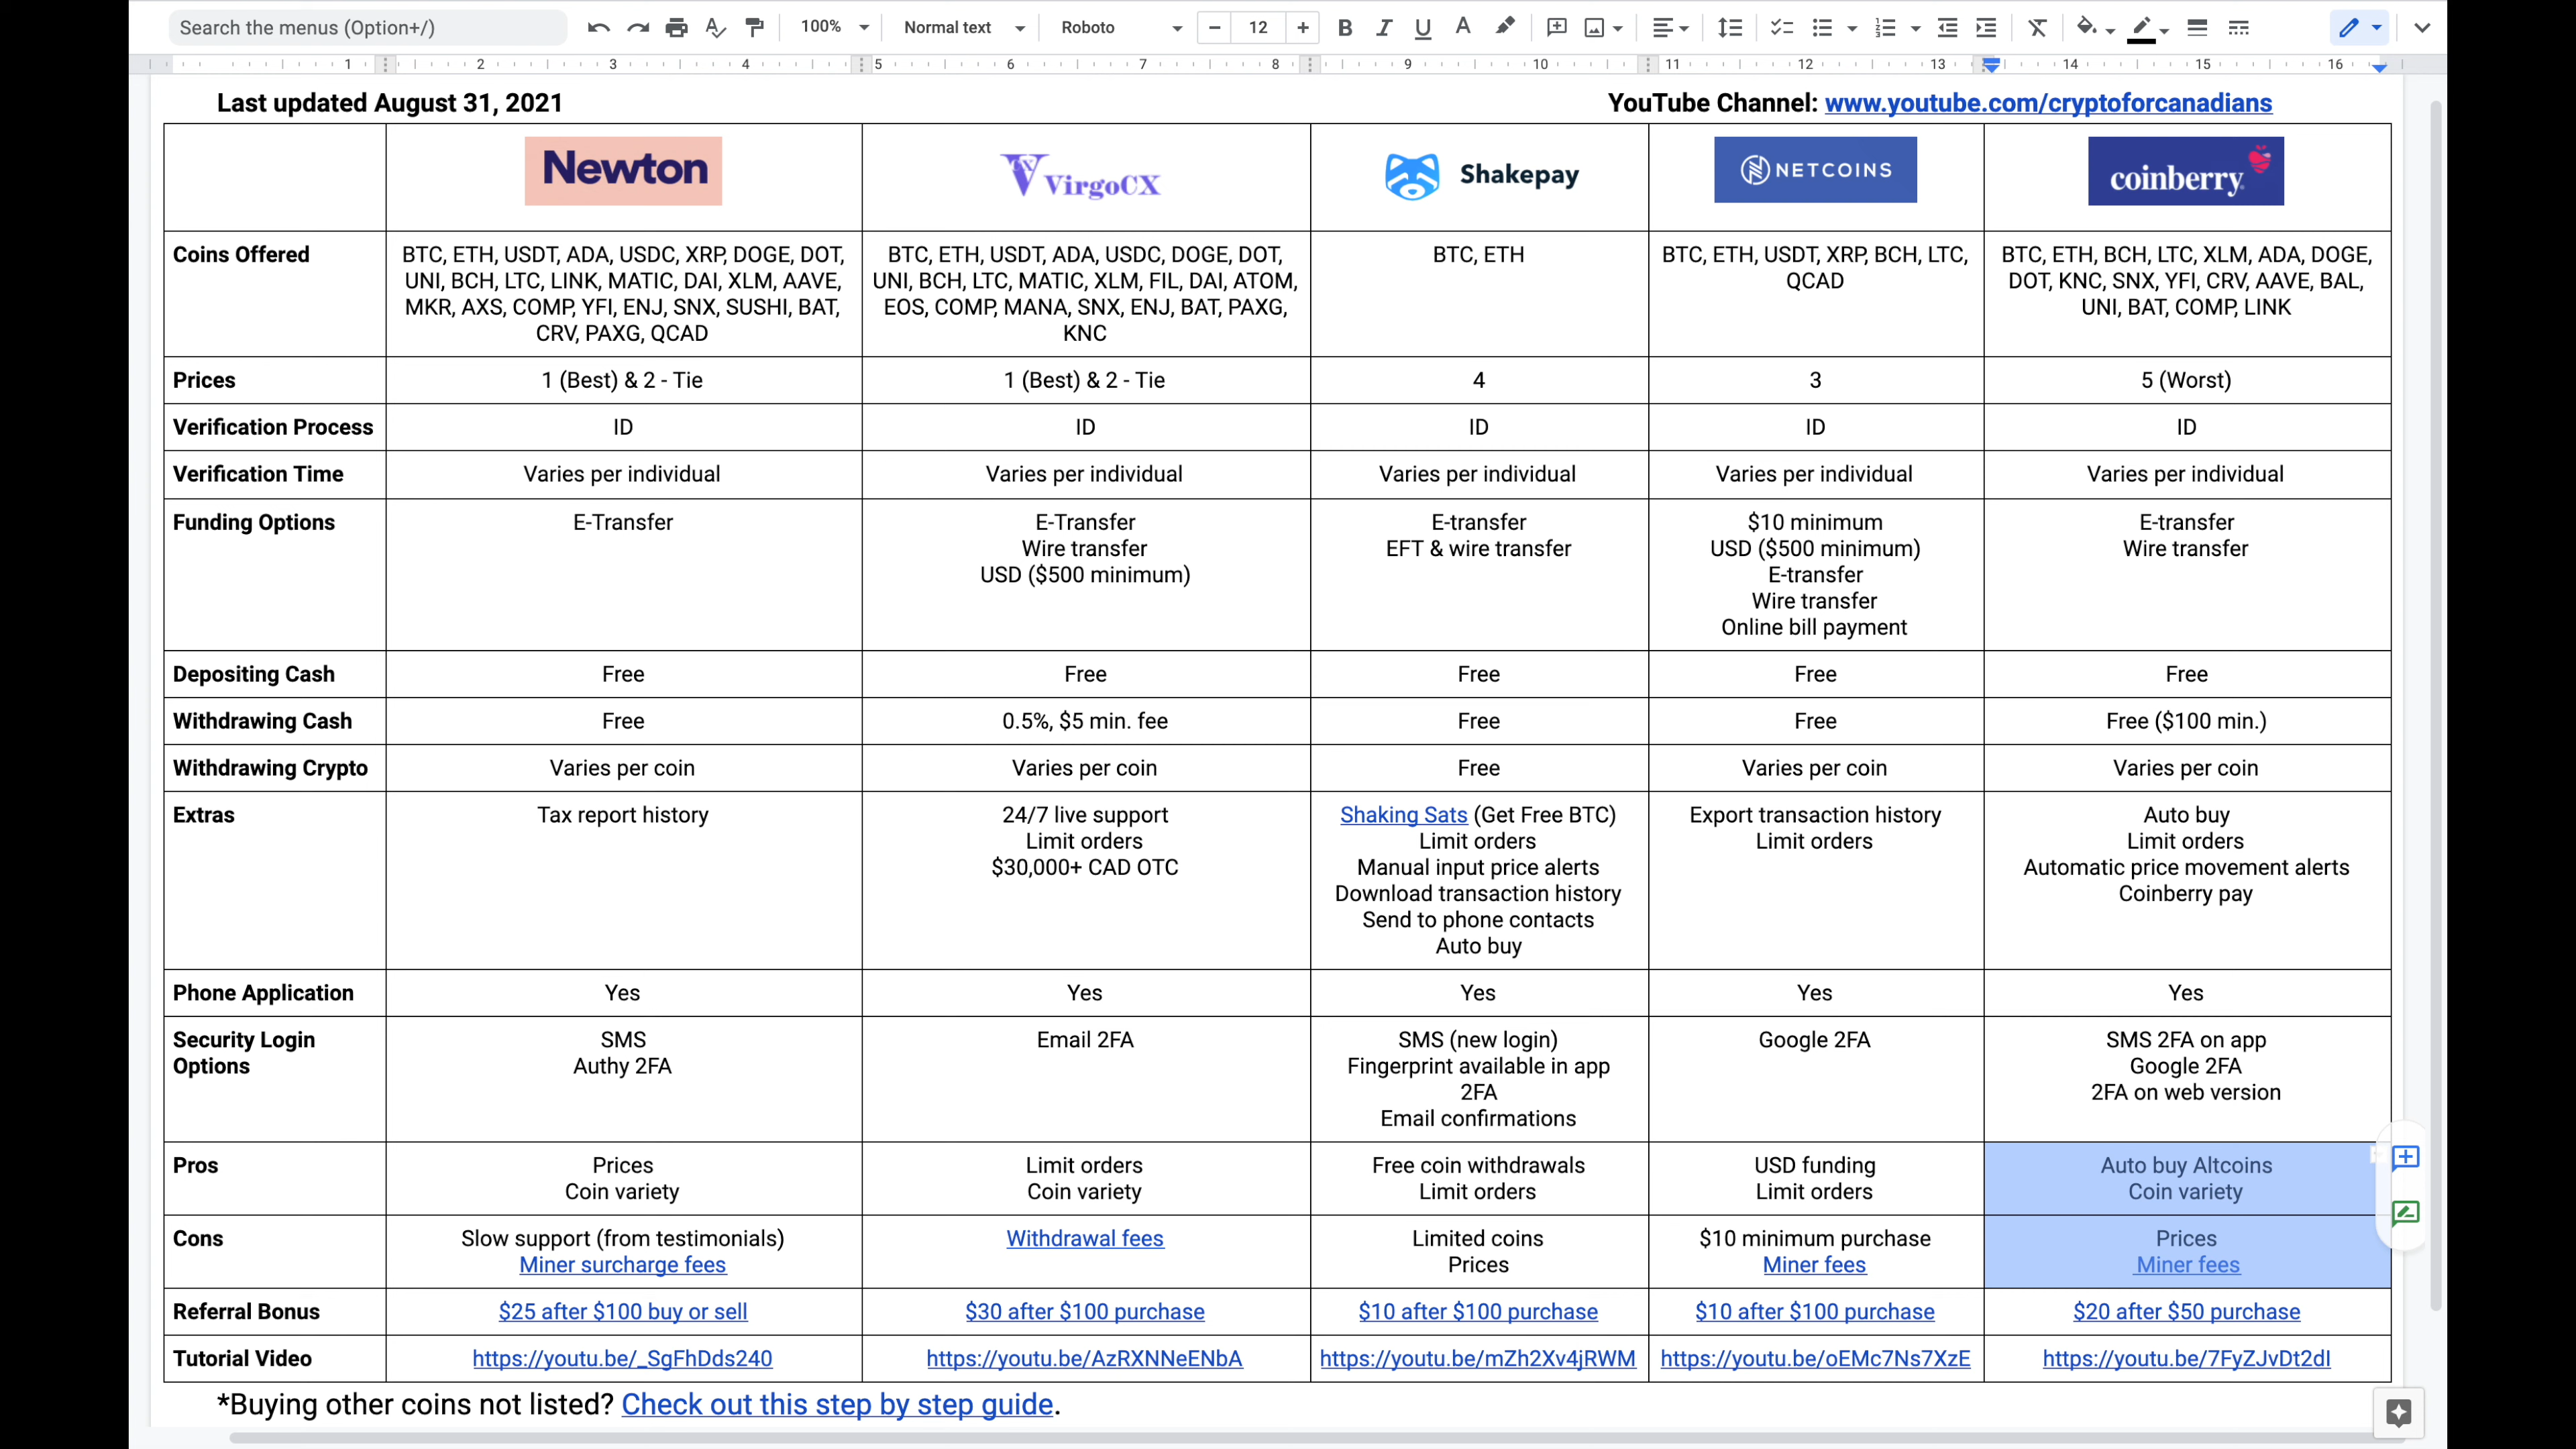 Search the menus (Option+/)
100%
Normal text
Roboto
12
1 2 3 4 5 6 7 8 9 10 11 12 13 14 15 16
Last updated August 31, 2021
YouTube Channel: www.youtube.com/cryptoforcanadians
Newton
VirgoCX
Shakepay
NETCOINS
coinberry
Coins Offered
BTC, ETH, USDT, ADA, USDC, XRP, DOGE, DOT,
UNI, BCH, LTC, LINK, MATIC, DAI, XLM, AAVE,
MKR, AXS, COMP, YFI, ENJ, SNX, SUSHI, BAT,
CRV, PAXG, QCAD
BTC, ETH, USDT, ADA, USDC, DOGE, DOT,
UNI, BCH, LTC, MATIC, XLM, FIL, DAI, ATOM,
EOS, COMP, MANA, SNX, ENJ, BAT, PAXG,
KNC
BTC, ETH
BTC, ETH, USDT, XRP, BCH, LTC,
QCAD
BTC, ETH, BCH, LTC, XLM, ADA, DOGE,
DOT, KNC, SNX, YFI, CRV, AAVE, BAL,
UNI, BAT, COMP, LINK
Prices
1 (Best) & 2 - Tie
1 (Best) & 2 - Tie
4
3
5 (Worst)
Verification Process
ID
ID
ID
ID
ID
Verification Time
Varies per individual
Varies per individual
Varies per individual
Varies per individual
Varies per individual
Funding Options
E-Transfer
E-Transfer
Wire transfer
USD ($500 minimum)
E-transfer
EFT & wire transfer
$10 minimum
USD ($500 minimum)
E-transfer
Wire transfer
Online bill payment
E-transfer
Wire transfer
Depositing Cash
Free
Free
Free
Free
Free
Withdrawing Cash
Free
0.5%, $5 min. fee
Free
Free
Free ($100 min.)
Withdrawing Crypto
Varies per coin
Varies per coin
Free
Varies per coin
Varies per coin
Extras
Tax report history
24/7 live support
Limit orders
$30,000+ CAD OTC
Shaking Sats (Get Free BTC)
Limit orders
Manual input price alerts
Download transaction history
Send to phone contacts
Auto buy
Export transaction history
Limit orders
Auto buy
Limit orders
Automatic price movement alerts
Coinberry pay
Phone Application
Yes
Yes
Yes
Yes
Yes
Security Login
Options
SMS
Authy 2FA
Email 2FA
SMS (new login)
Fingerprint available in app
2FA
Email confirmations
Google 2FA
SMS 2FA on app
Google 2FA
2FA on web version
Pros
Prices
Coin variety
Limit orders
Coin variety
Free coin withdrawals
Limit orders
USD funding
Limit orders
Auto buy Altcoins
Coin variety
Cons
Slow support (from testimonials)
Miner surcharge fees
Withdrawal fees
Limited coins
Prices
$10 minimum purchase
Miner fees
Prices
Miner fees
Referral Bonus
$25 after $100 buy or sell
$30 after $100 purchase
$10 after $100 purchase
$10 after $100 purchase
$20 after $50 purchase
Tutorial Video
https://youtu.be/_SgFhDds240
https://youtu.be/AzRXNNeENbA
https://youtu.be/mZh2Xv4jRWM
https://youtu.be/oEMc7Ns7XzE
https://youtu.be/7FyZJvDt2dI
*Buying other coins not listed? Check out this step by step guide.